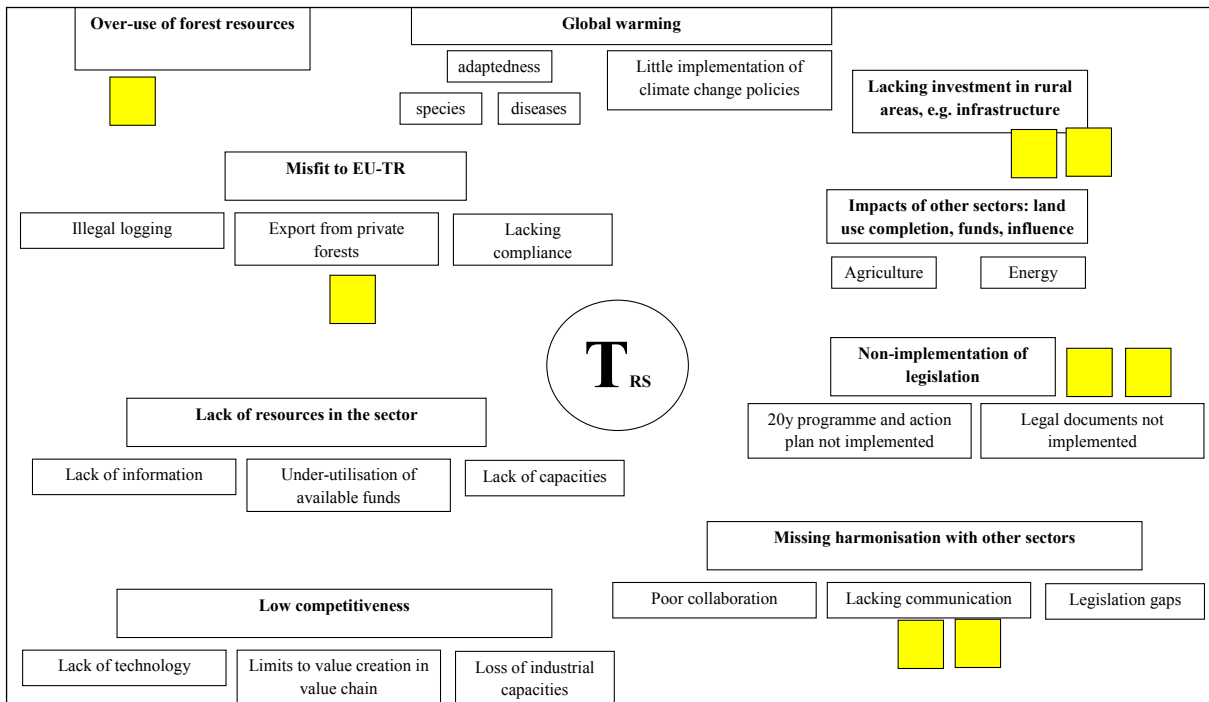 Over-use of forest resources
Global warming
adaptedness
species
diseases
Little implementation of
climate change policies
Lacking investment in rural
areas, e.g. infrastructure
Misfit to EU-TR
Illegal logging
Export from private
forests
Lacking
compliance
Impacts of other sectors: land
use completion, funds, influence
Agriculture
Energy
T RS
Non-implementation of
legislation
20y programme and action
plan not implemented
Legal documents not
implemented
Lack of resources in the sector
Lack of information
Under-utilisation of
available funds
Lack of capacities
Missing harmonisation with other sectors
Poor collaboration
Lacking communication
Legislation gaps
Low competitiveness
Lack of technology
Limits to value creation in
value chain
Loss of industrial
capacities